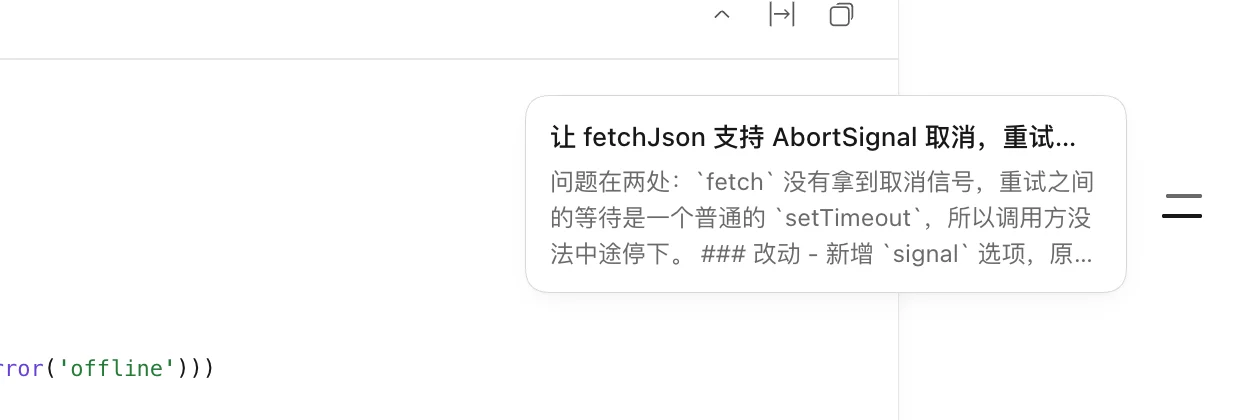 让 fetchJson 支持 AbortSignal 取消，重试...
问题在两处：`fetch` 没有拿到取消信号，重试之间
的等待是一个普通的 `setTimeout`，所以调用方没
法中途停下。 ### 改动 - 新增 `signal` 选项，原...
rror('offline')))